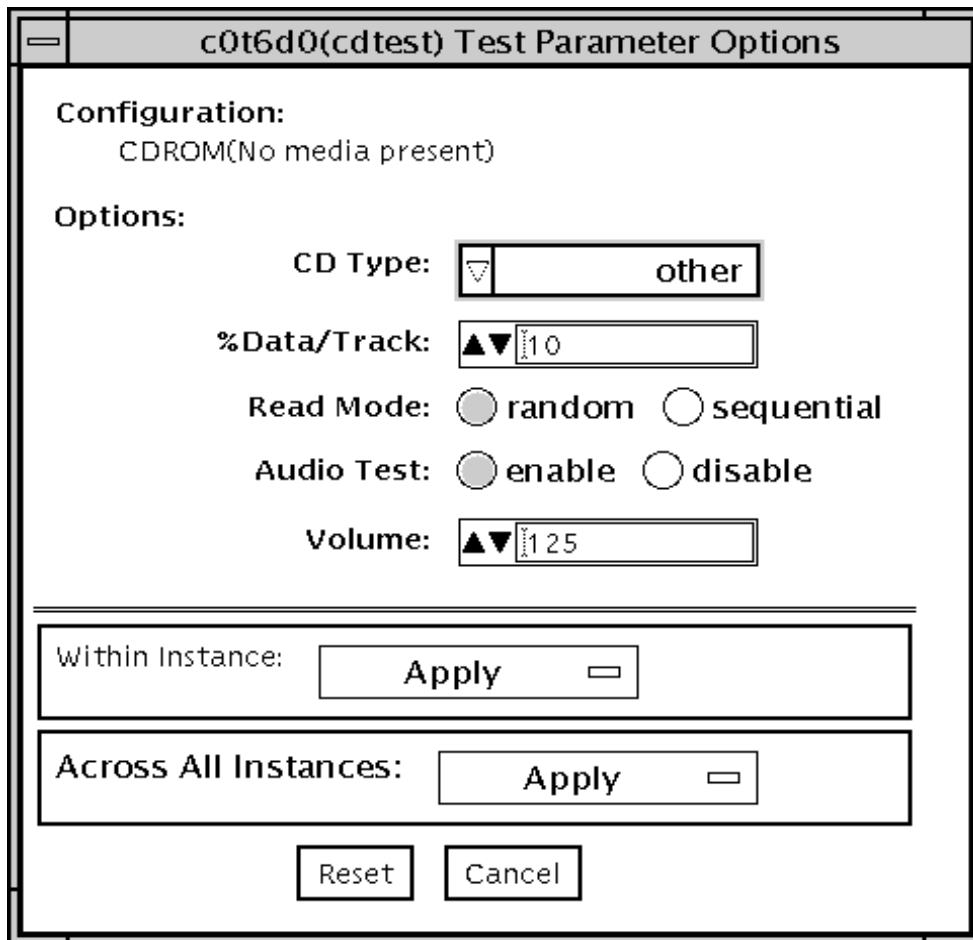 c0t6d0(cdtest) Test Parameter Options
Configuration:
CDROM(No media present)
Options:
CD Type: other
%Data/Track: 10
Read Mode: random sequential
Audio Test: enable disable
Volume: 125
Within Instance: Apply
Across All Instances: Apply
Reset Cancel